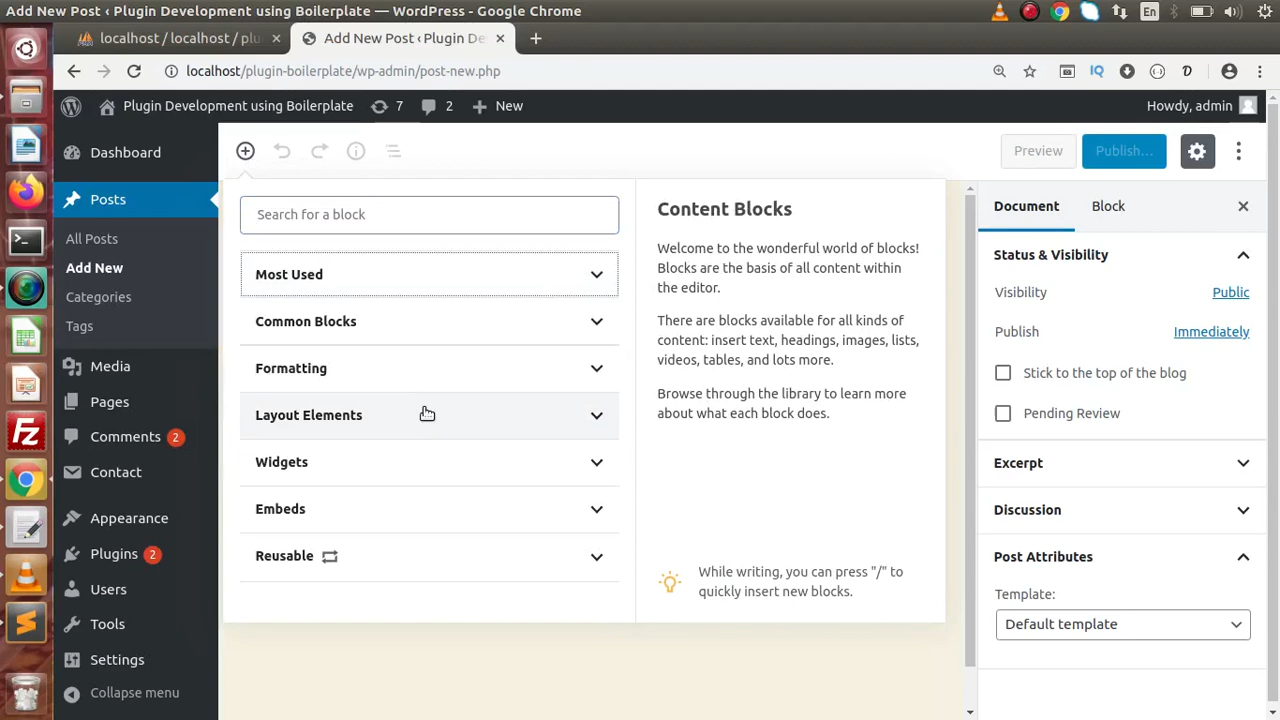 Add New Post ‹ Plugin Development using Boilerplate — WordPress - Google Chrome
En
localhost / localhost / plu
Add New Post ‹ Plugin De
localhost/plugin-boilerplate/wp-admin/post-new.php
IQ
Plugin Development using Boilerplate
7
2
New
Howdy, admin
Dashboard
Posts
All Posts
Add New
Categories
Tags
Media
Pages
Comments 2
Contact
Appearance
Plugins 2
Users
Tools
Settings
Collapse menu
Preview
Publish…
Search for a block
Most Used
Common Blocks
Formatting
Layout Elements
Widgets
Embeds
Reusable
Content Blocks
Welcome to the wonderful world of blocks!
Blocks are the basis of all content within
the editor.
There are blocks available for all kinds of
content: insert text, headings, images, lists,
videos, tables, and lots more.
Browse through the library to learn more
about what each block does.
While writing, you can press "/" to
quickly insert new blocks.
Document
Block
Status & Visibility
Visibility
Public
Publish
Immediately
Stick to the top of the blog
Pending Review
Excerpt
Discussion
Post Attributes
Template:
Default template